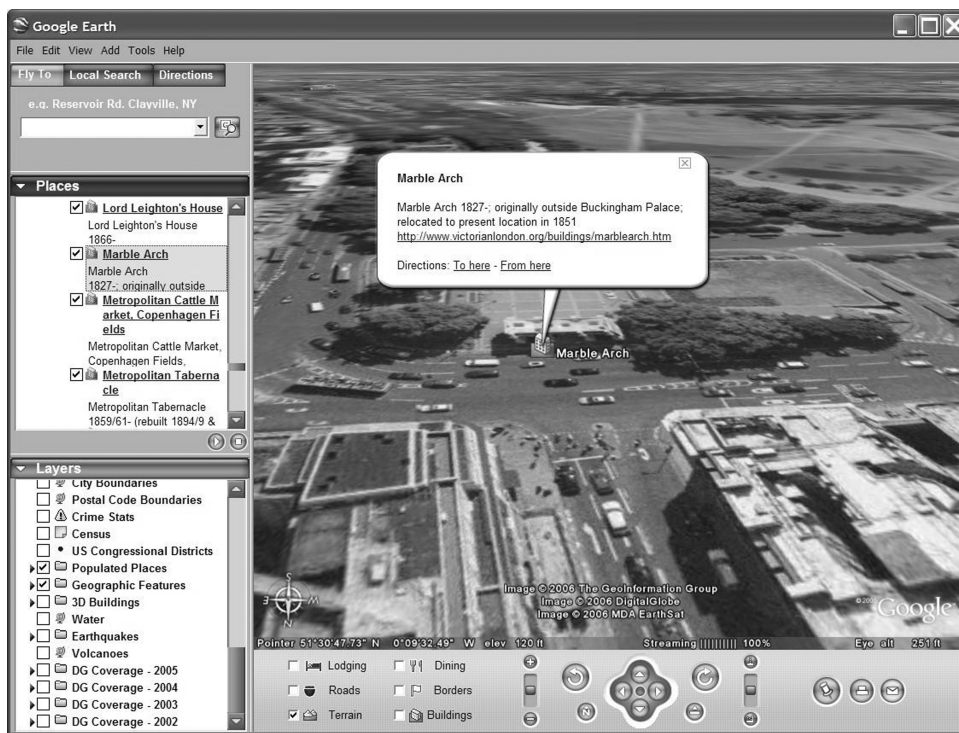 Google Earth
File Edit View Add Tools Help
Fly To Local Search Directions
e.g. Reservoir Rd. Clayville, NY
Places
Lord Leighton's House
Lord Leighton's House
1866-
Marble Arch
Marble Arch
1827-; originally outside
Metropolitan Cattle M
arket, Copenhagen Fi
elds
Metropolitan Cattle Market,
Copenhagen Fields,
Metropolitan Taberna
cle
Metropolitan Tabernacle
1859/61- (rebuilt 1894/9 &
Layers
City Boundaries
Postal Code Boundaries
Crime Stats
Census
US Congressional Districts
Populated Places
Geographic Features
3D Buildings
Water
Earthquakes
Volcanoes
DG Coverage - 2005
DG Coverage - 2004
DG Coverage - 2003
DG Coverage - 2002
Marble Arch
Marble Arch 1827-; originally outside Buckingham Palace;
relocated to present location in 1851
http://www.victorianlondon.org/buildings/marblearch.htm
Directions: To here - From here
Marble Arch
S
W
Image © 2006 The GeoInformation Group
Image © 2006 DigitalGlobe
Image © 2006 MDA EarthSat
© 2005 Google
Pointer 51°30'47.73" N 0°09'32.49" W elev 120 ft Streaming |||||||||| 100% Eye alt 251 ft
Lodging Dining
Roads Borders
Terrain Buildings
N